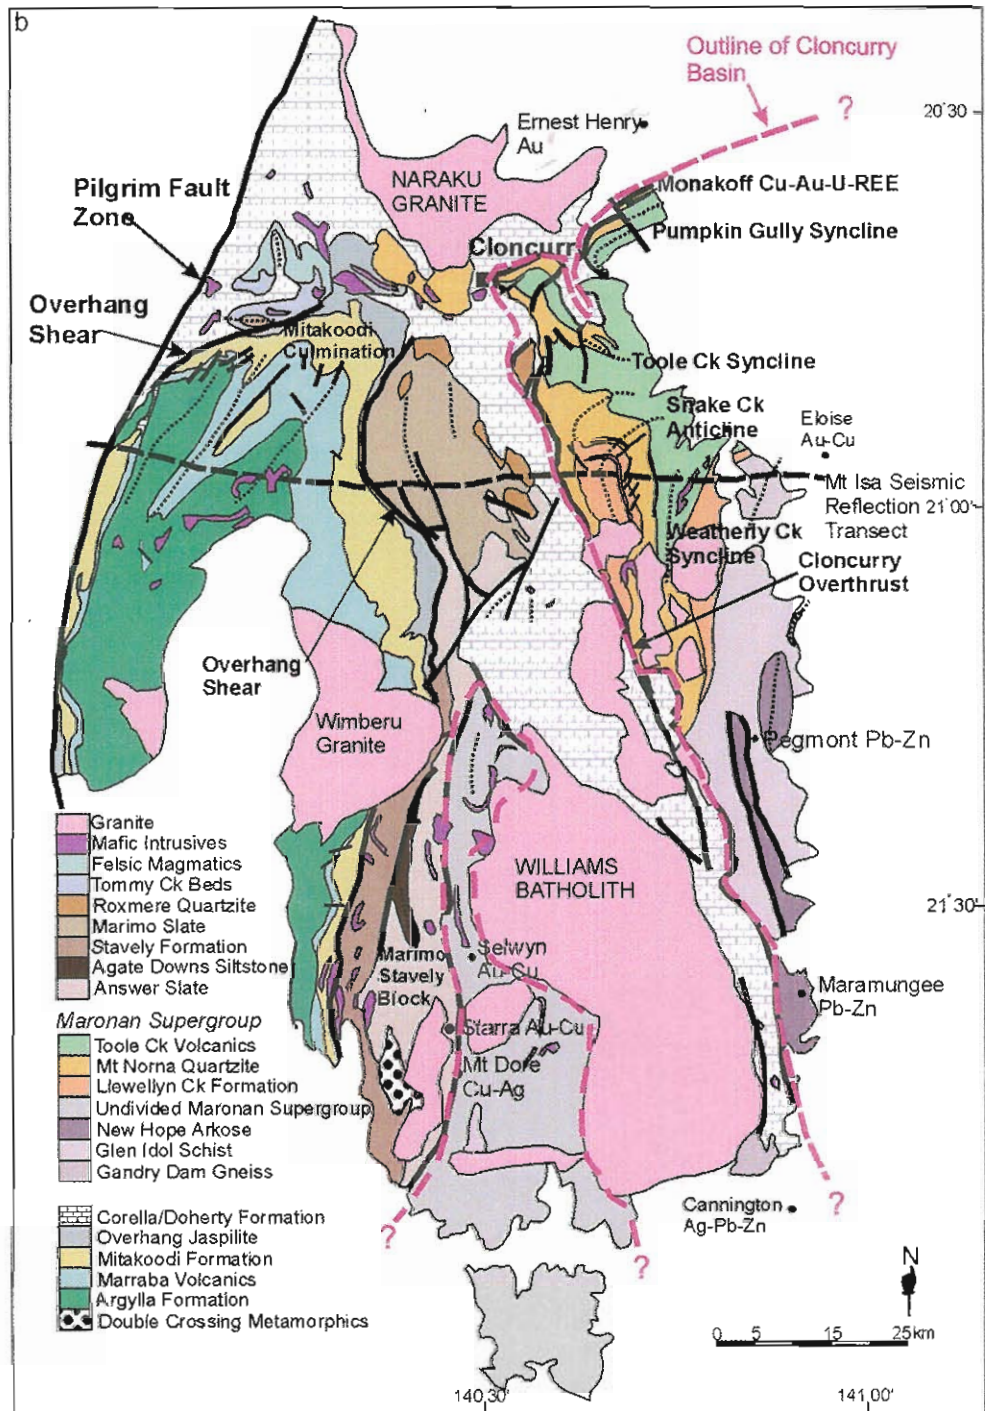 b
Outline of Cloncurry
Basin
?
20°30'
Ernest Henry
Au
NARAKU
GRANITE
Monakoff Cu-Au-U-REE
Pilgrim Fault
Zone
Pumpkin Gully Syncline
Cloncurr
Overhang
Shear
Mitakoodi
Culmination
Toole Ck Syncline
Snake Ck
Anticline
Eloise
Au-Cu
Mt Isa Seismic
Reflection
Transect
21°00'
Weatherly Ck
Syncline
Cloncurry
Overthrust
Overhang
Shear
Wimberu
Granite
Pegmont Pb-Zn
WILLIAMS
BATHOLITH
21°30'
Marimo
Stavely
Block
Selwyn
Au-Cu
Maramungee
Pb-Zn
Starra Au-Cu
Mt Dore
Cu-Ag
Granite
Mafic Intrusives
Felsic Magmatics
Tommy Ck Beds
Roxmere Quartzite
Marimo Slate
Stavely Formation
Agate Downs Siltstone
Answer Slate
Maronan Supergroup
Toole Ck Volcanics
Mt Norna Quartzite
Llewellyn Ck Formation
Undivided Maronan Supergroup
New Hope Arkose
Glen Idol Schist
Gandry Dam Gneiss
Corella/Doherty Formation
Overhang Jaspilite
Mitakoodi Formation
Marraba Volcanics
Argylla Formation
Double Crossing Metamorphics
?
?
?
Cannington
Ag-Pb-Zn
N
0 5 15 25km
140°30'
141°00'